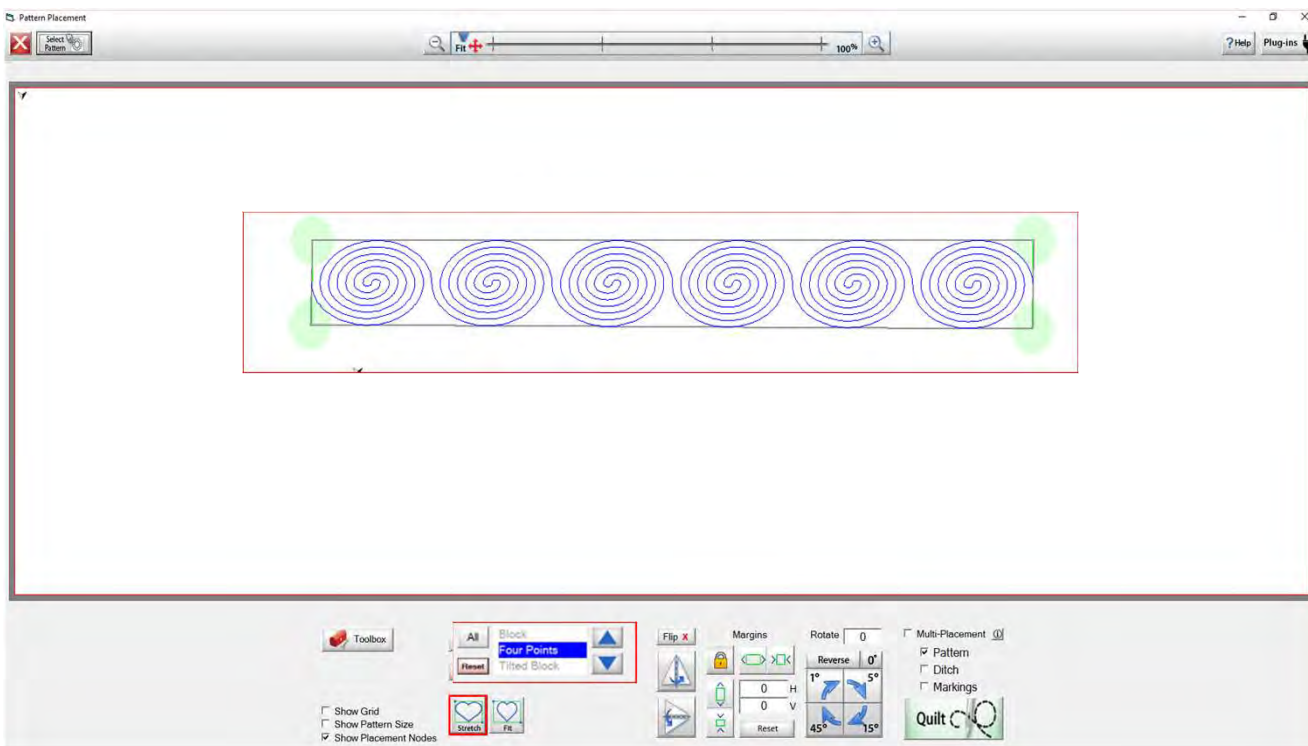 Pattern Placement
Select
Pattern
Fit
100%
?Help
Plug-ins
Toolbox
All
Reset
Block
Four Points
Tilted Block
Flip X
Margins
Rotate 0
Multi-Placement
Reverse 0°
Pattern
Ditch
Markings
1° 5°
45° 15°
0 H
0 V
Reset
Show Grid
Show Pattern Size
Show Placement Nodes
Stretch
Fit
Quilt